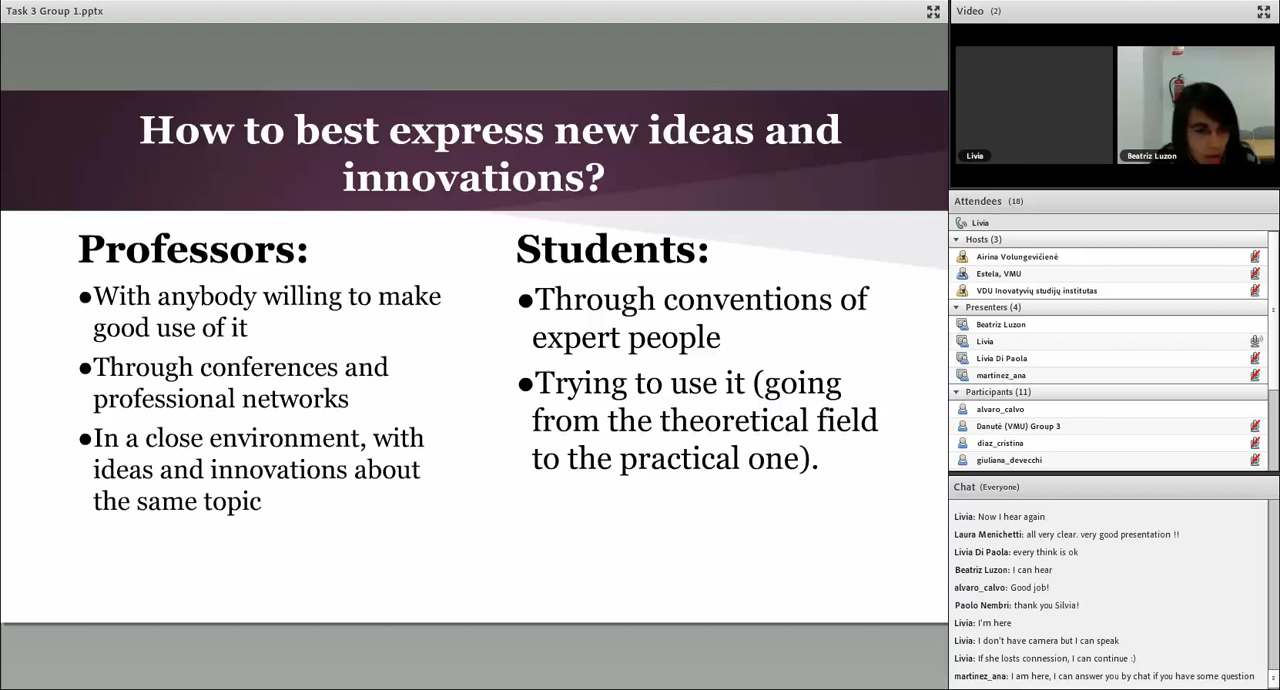 Task 3 Group 1.pptx
How to best express new ideas and
innovations?
Professors:
●With anybody willing to make
good use of it
●Through conferences and
professional networks
●In a close environment, with
ideas and innovations about
the same topic
Students:
●Through conventions of
expert people
●Trying to use it (going
from the theoretical field
to the practical one).
Video (2)
Livia
Beatriz Luzon
Attendees (18)
Livia
Hosts (3)
Airina Volungevičienė
Estela, VMU
VDU Inovatyvių studijų institutas
Presenters (4)
Beatriz Luzon
Livia
Livia Di Paola
martinez_ana
Participants (11)
alvaro_calvo
Danutė (VMU) Group 3
diaz_cristina
giuliana_devecchi
Chat (Everyone)
Livia: Now I hear again
Laura Menichetti: all very clear. very good presentation !!
Livia Di Paola: every think is ok
Beatriz Luzon: I can hear
alvaro_calvo: Good job!
Paolo Nembri: thank you Silvia!
Livia: I'm here
Livia: I don't have camera but I can speak
Livia: If she losts connession, I can continue :)
martinez_ana: I am here, I can answer you by chat if you have some question